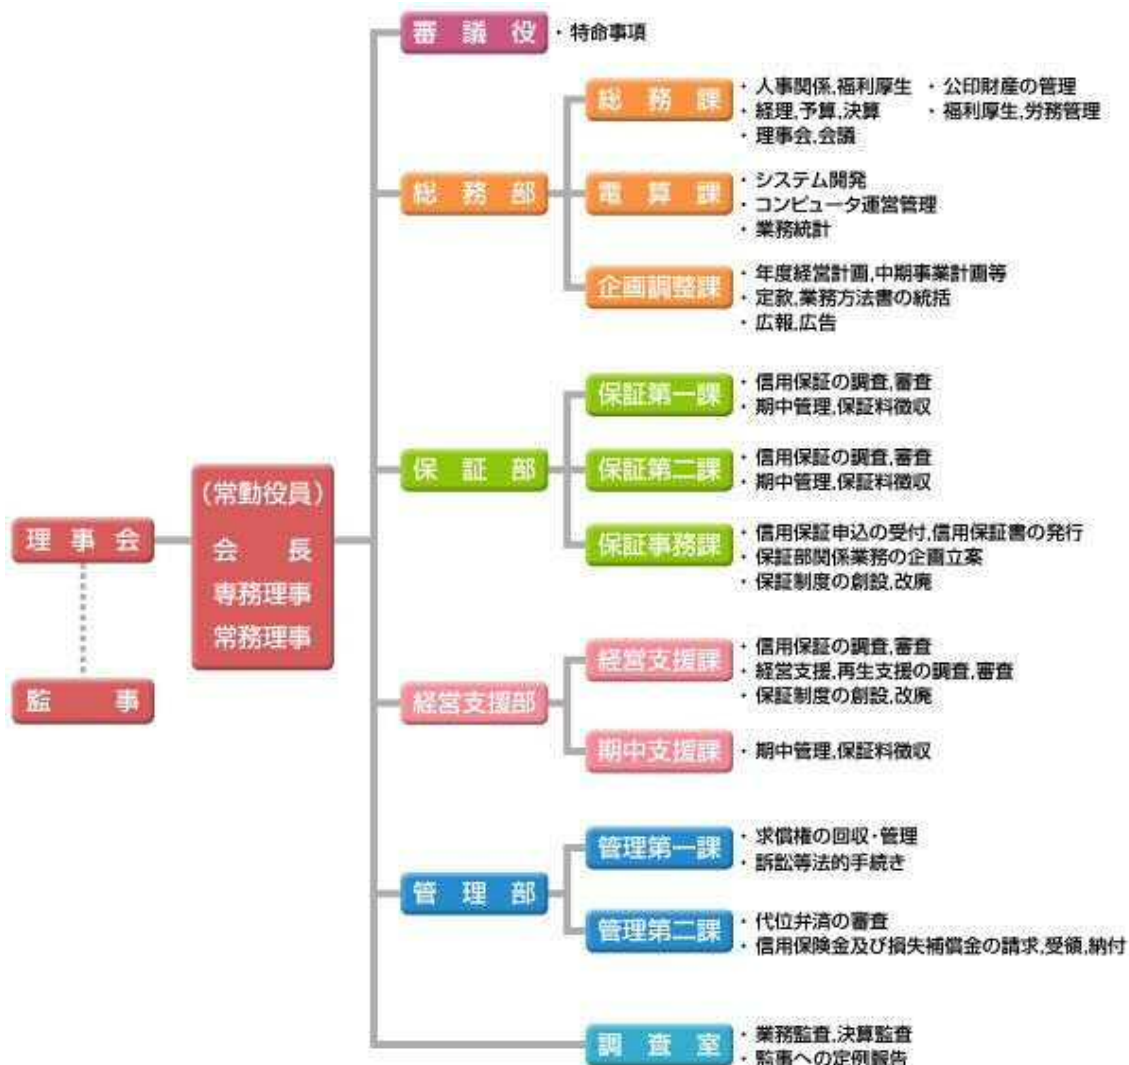 審議役
・特命事項
総務課
・人事関係,福利厚生 ・公印財産の管理
・経理,予算,決算 ・福利厚生,労務管理
・理事会,会議
総務部
電算課
・システム開発
・コンピュータ運営管理
・業務統計
企画調整課
・年度経営計画,中期事業計画等
・定款,業務方法書の統括
・広報,広告
保証第一課
・信用保証の調査,審査
・期中管理,保証料徴収
保証部
保証第二課
・信用保証の調査,審査
・期中管理,保証料徴収
保証事務課
・信用保証申込の受付,信用保証書の発行
・保証部関係業務の企画立案
・保証制度の創設,改廃
理事会
(常勤役員)
会長
専務理事
常務理事
監事
経営支援部
経営支援課
・信用保証の調査,審査
・経営支援,再生支援の調査,審査
・保証制度の創設,改廃
期中支援課
・期中管理,保証料徴収
管理部
管理第一課
・求償権の回収・管理
・訴訟等法的手続き
管理第二課
・代位弁済の審査
・信用保険金及び損失補償金の請求,受領,納付
調査室
・業務監査,決算監査
・監事への定例報告